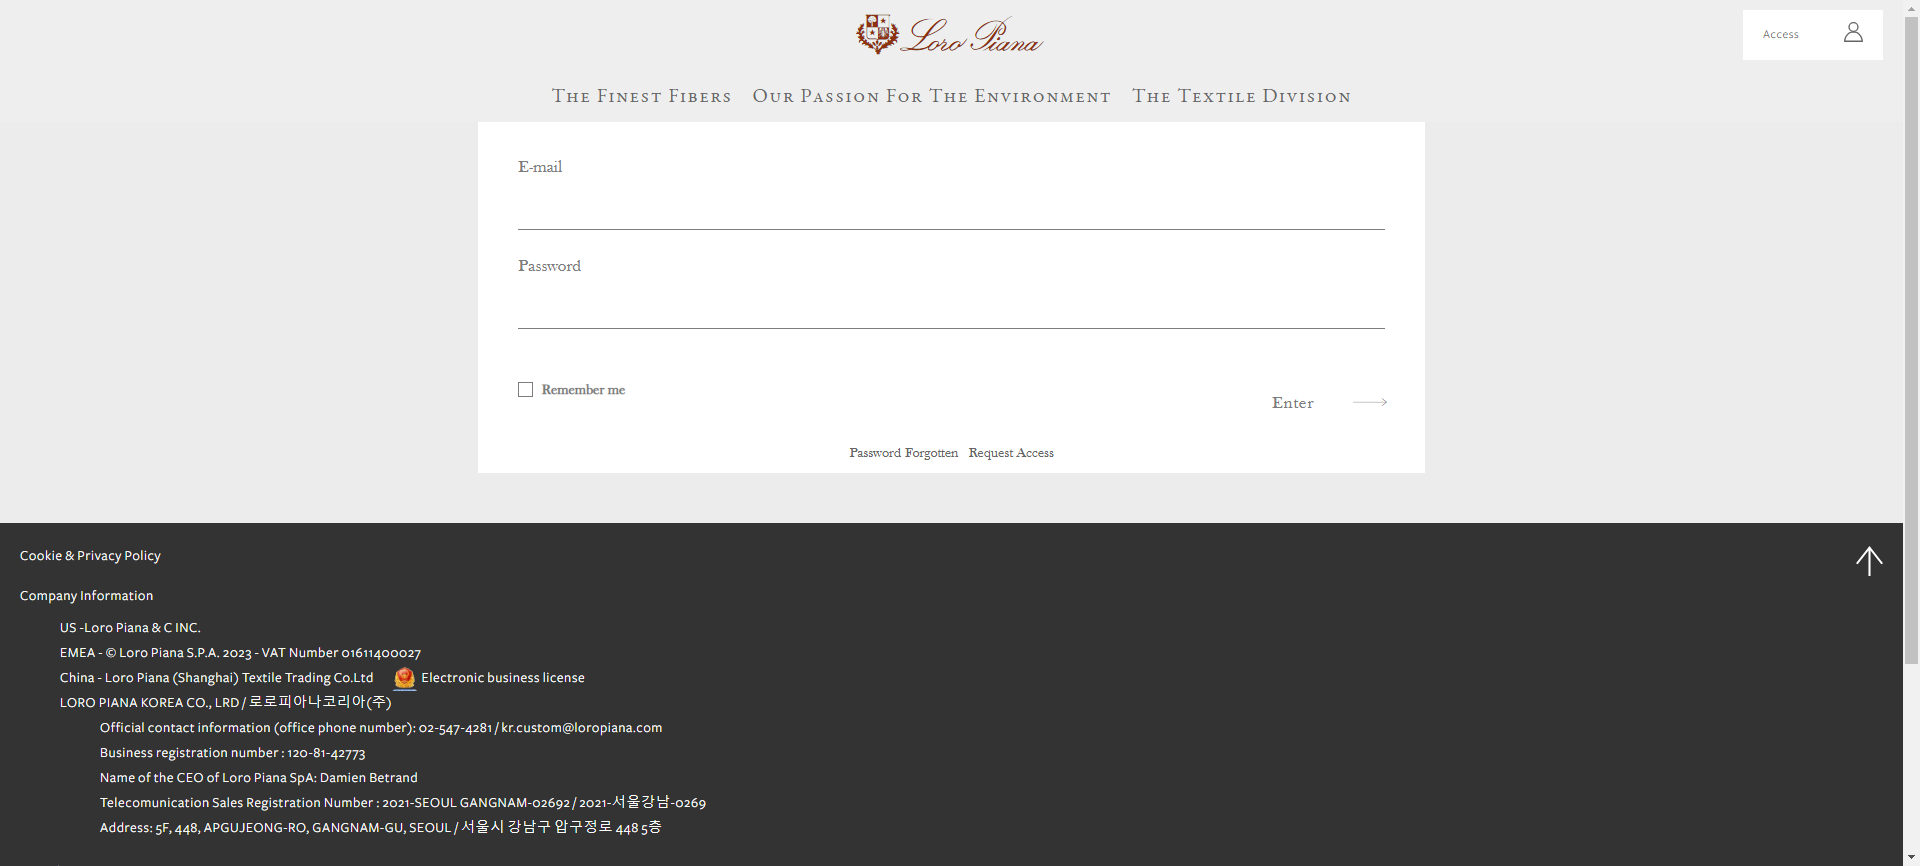 Loro Piana
Access
The Finest Fibers Our Passion For The Environment The Textile Division
E-mail
Password
Remember me
Enter
Password Forgotten Request Access
Cookie & Privacy Policy
Company Information
US -Loro Piana & C INC.
EMEA - © Loro Piana S.P.A. 2023 - VAT Number 01611400027
China - Loro Piana (Shanghai) Textile Trading Co.Ltd Electronic business license
LORO PIANA KOREA CO., LRD / 로로피아나코리아(주)
Official contact information (office phone number): 02-547-4281 / kr.custom@loropiana.com
Business registration number : 120-81-42773
Name of the CEO of Loro Piana SpA: Damien Betrand
Telecomunication Sales Registration Number : 2021-SEOUL GANGNAM-02692 / 2021-서울강남-0269
Address: 5F, 448, APGUJEONG-RO, GANGNAM-GU, SEOUL / 서울시 강남구 압구정로 448 5층